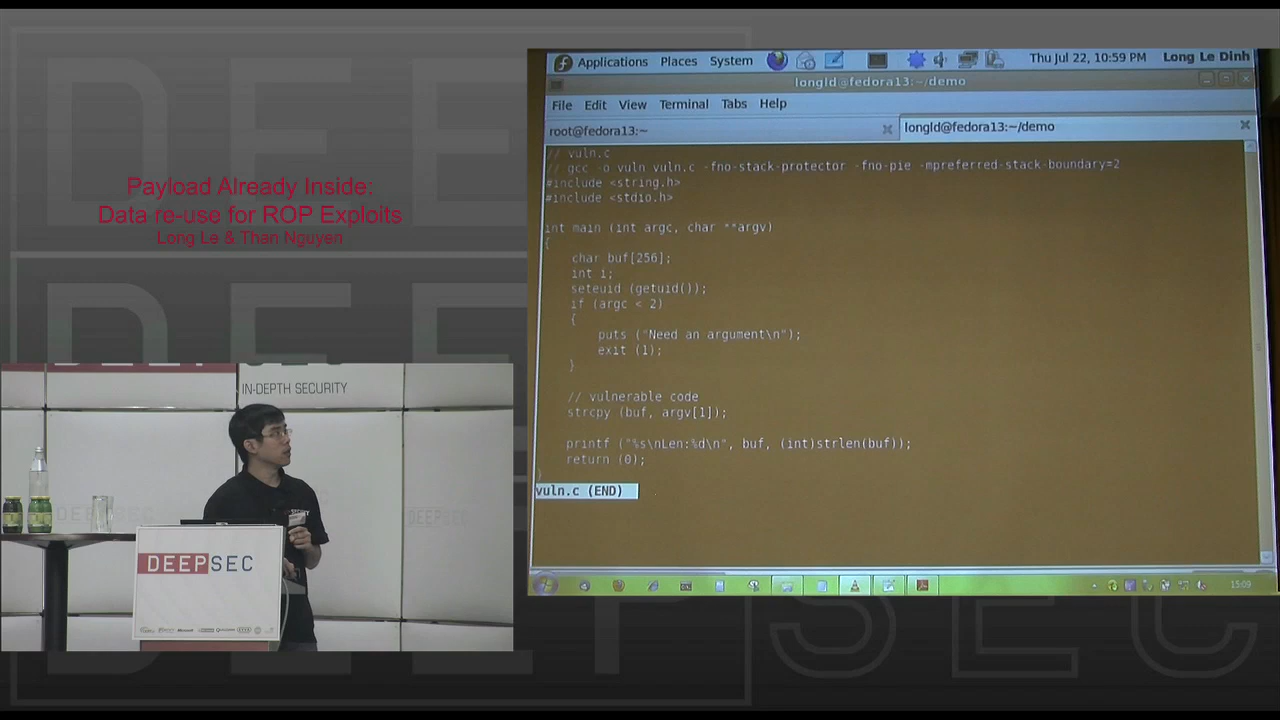 Payload Already Inside:
Data re-use for ROP Exploits
Long Le & Than Nguyen
IN-DEPTH SECURITY
DEEPSEC
Applications Places System
Thu Jul 22, 10:59 PM Long Le Dinh
longld@fedora13:~/demo
File Edit View Terminal Tabs Help
root@fedora13:~
longld@fedora13:~/demo
// vuln.c
// gcc -o vuln vuln.c -fno-stack-protector -fno-pie -mpreferred-stack-boundary=2
#include <string.h>
#include <stdio.h>
int main (int argc, char **argv)
{
char buf[256];
int i;
seteuid (getuid());
if (argc < 2)
{
puts ("Need an argument\n");
exit (1);
}
// vulnerable code
strcpy (buf, argv[1]);
printf ("%s\nLen:%d\n", buf, (int)strlen(buf));
return (0);
}
vuln.c (END)
15:09